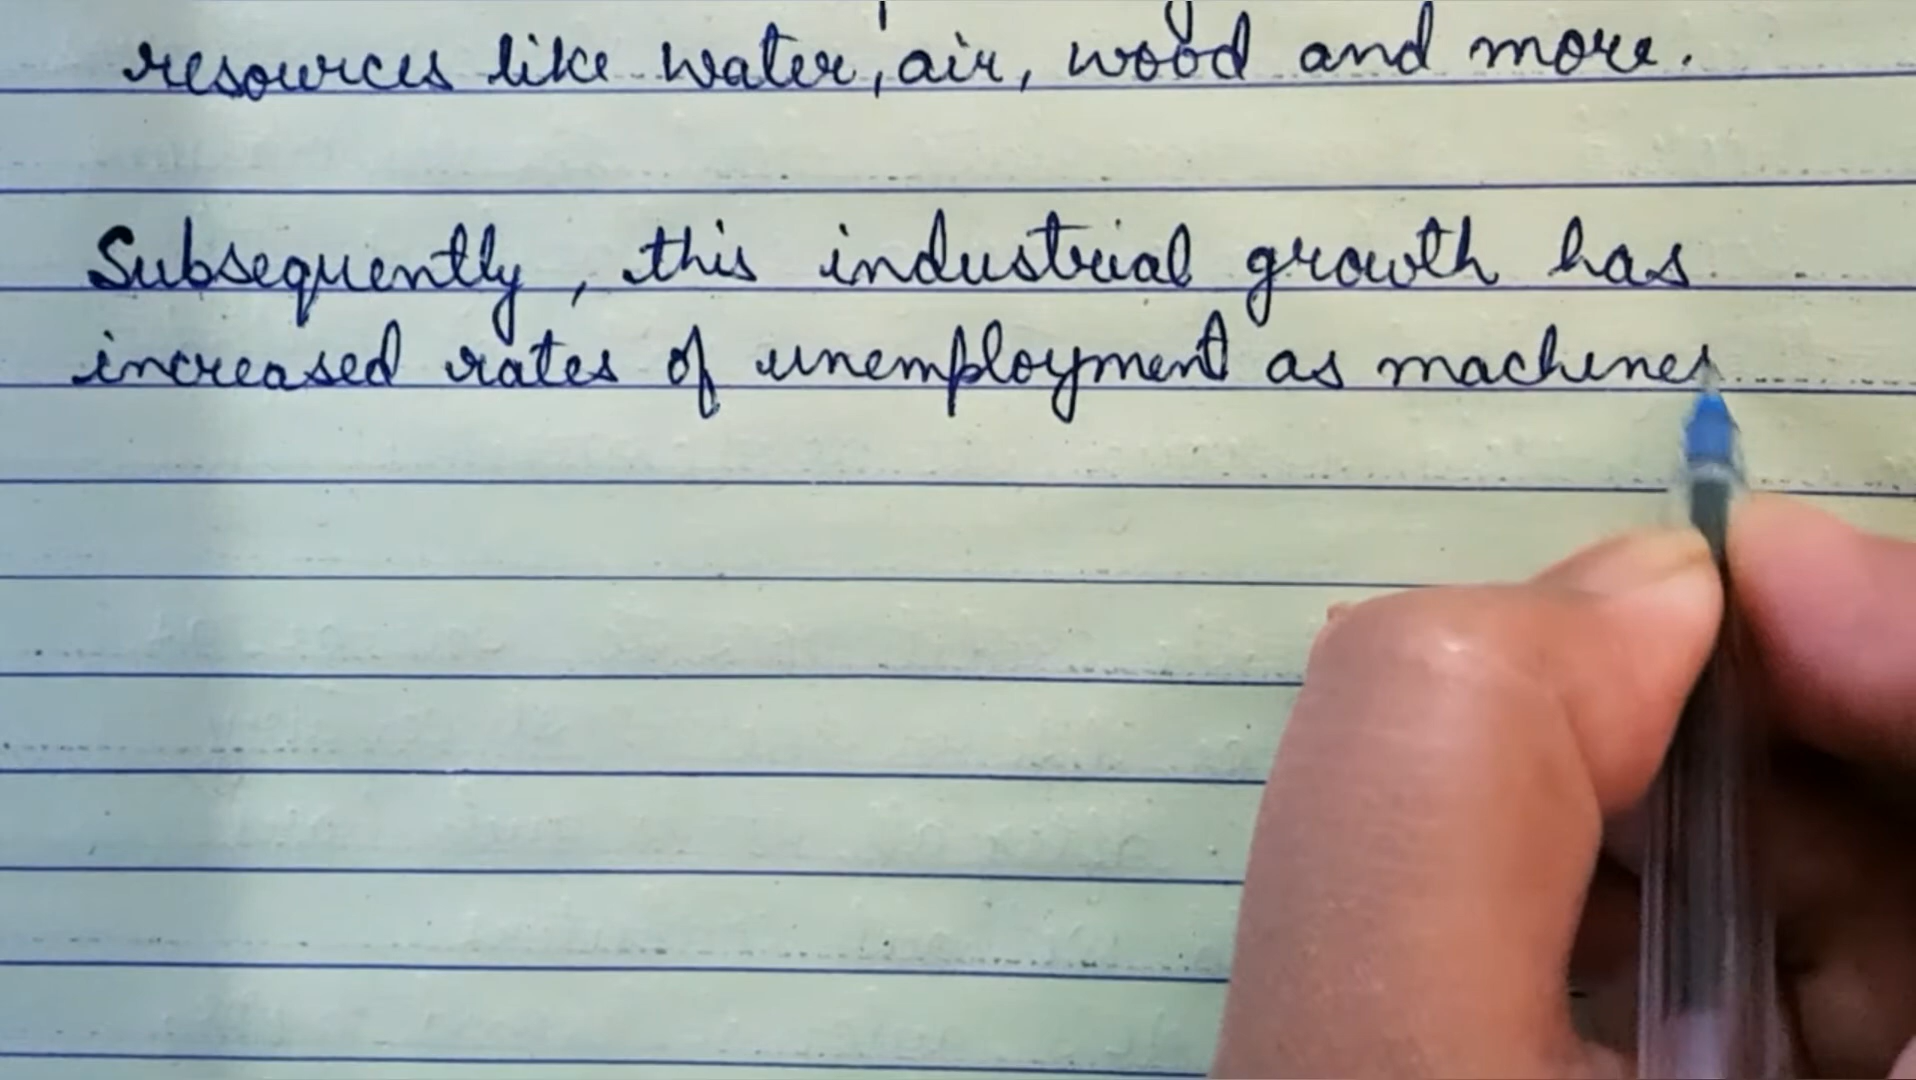 resources like water, air, wood and more.
Subsequently, this industrial growth has
increased rates of unemployment as machines